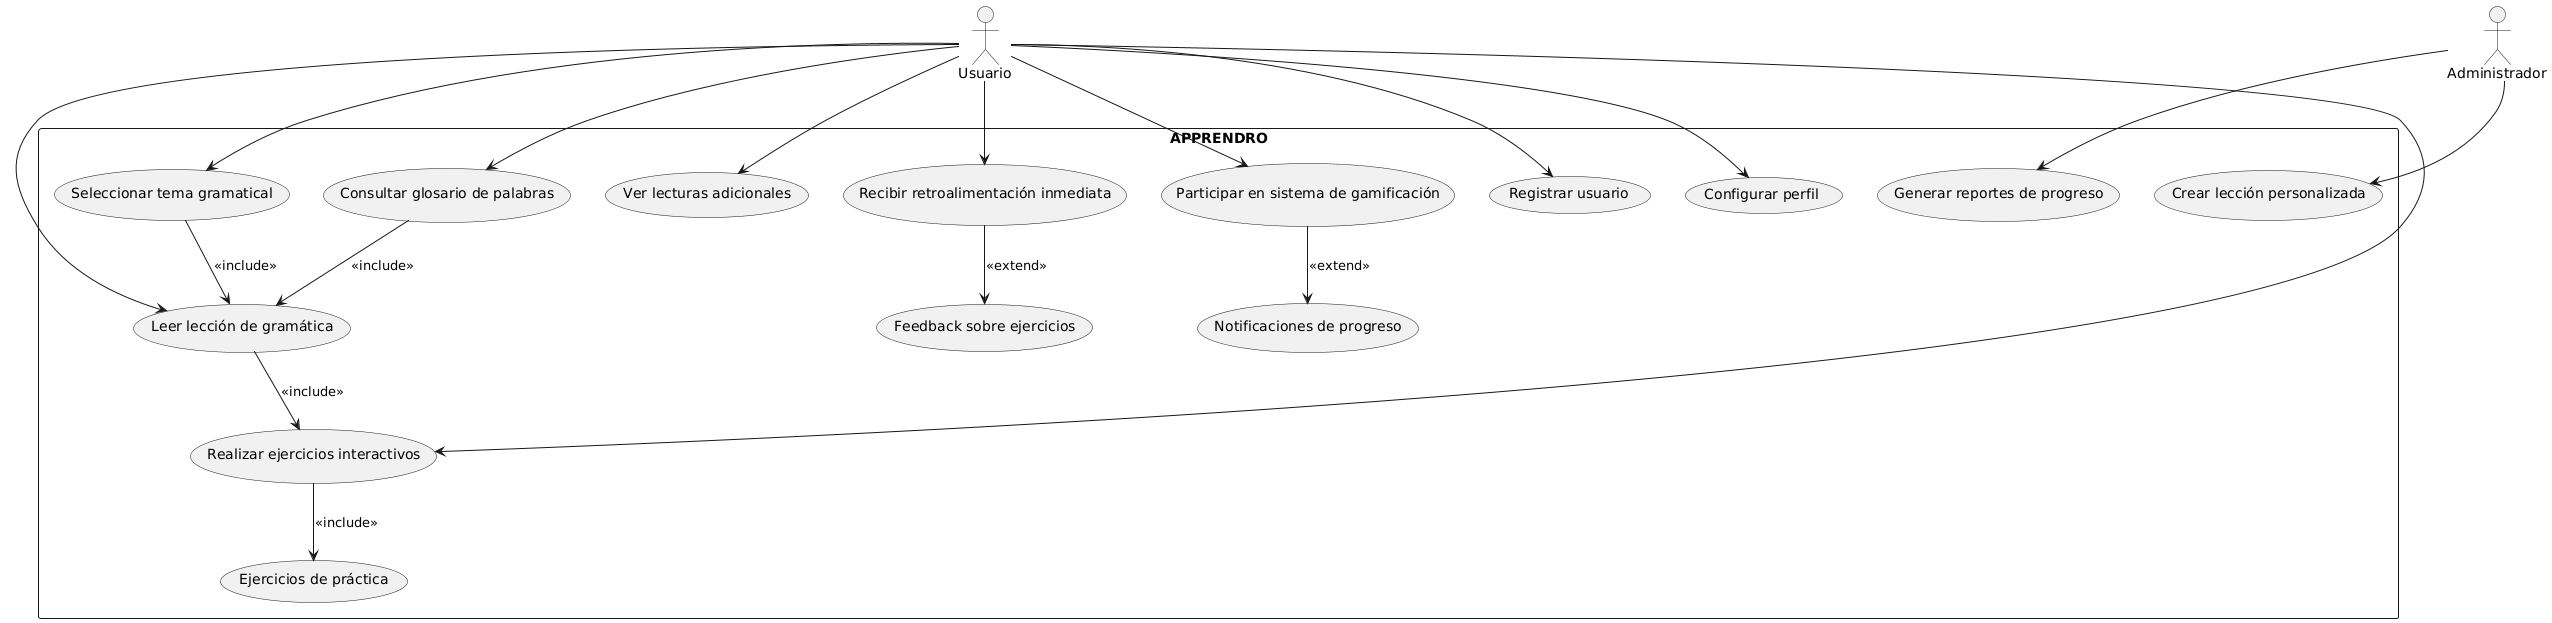 Usuario
Administrador
APPRENDRO
Seleccionar tema gramatical
Consultar glosario de palabras
Ver lecturas adicionales
Recibir retroalimentación inmediata
Participar en sistema de gamificación
Registrar usuario
Configurar perfil
Generar reportes de progreso
Crear lección personalizada
«include»
«include»
«extend»
«extend»
Leer lección de gramática
Feedback sobre ejercicios
Notificaciones de progreso
«include»
Realizar ejercicios interactivos
«include»
Ejercicios de práctica